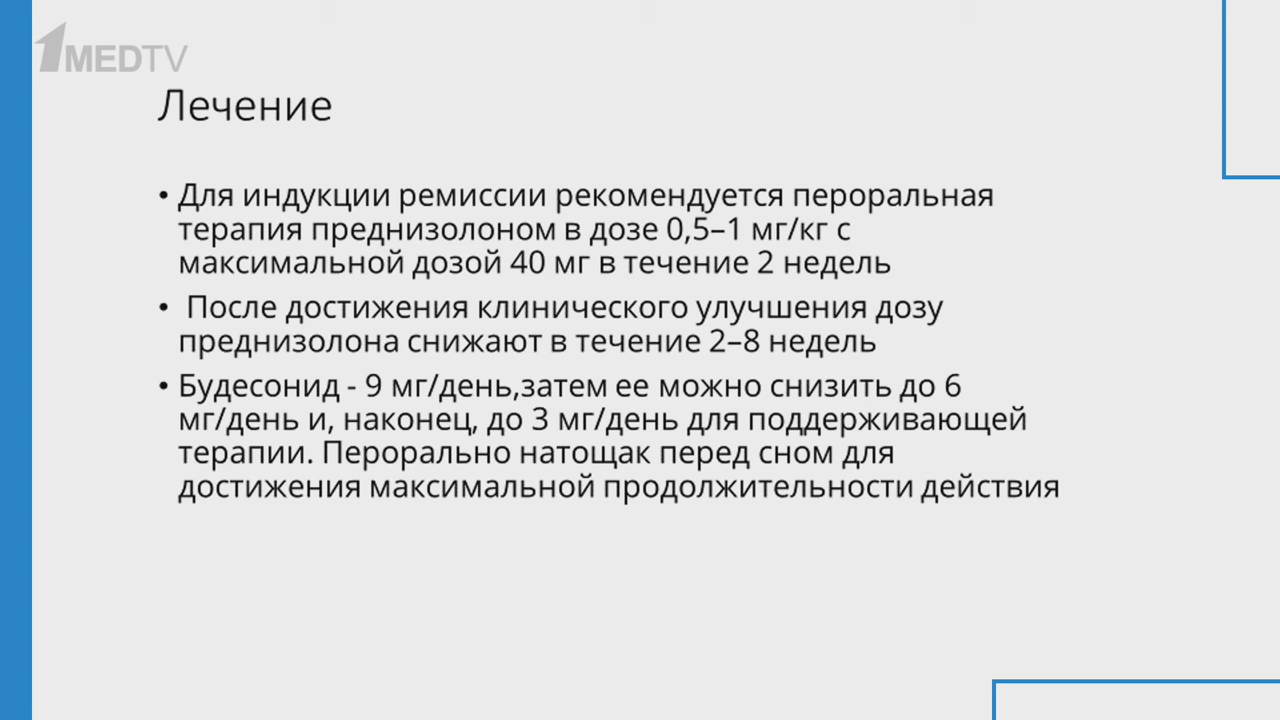 1MEDTV
Лечение
• Для индукции ремиссии рекомендуется пероральная
терапия преднизолоном в дозе 0,5–1 мг/кг с
максимальной дозой 40 мг в течение 2 недель
• После достижения клинического улучшения дозу
преднизолона снижают в течение 2–8 недель
• Будесонид - 9 мг/день,затем ее можно снизить до 6
мг/день и, наконец, до 3 мг/день для поддерживающей
терапии. Перорально натощак перед сном для
достижения максимальной продолжительности действия